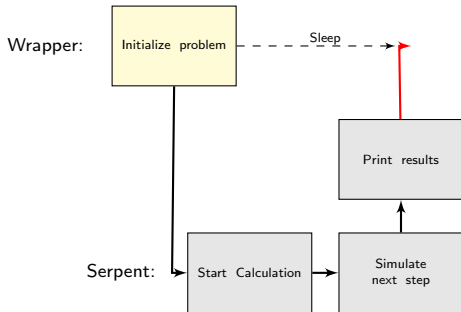 Wrapper:
Initialize problem
Sleep
Print results
Serpent:
Start Calculation
Simulate
next step